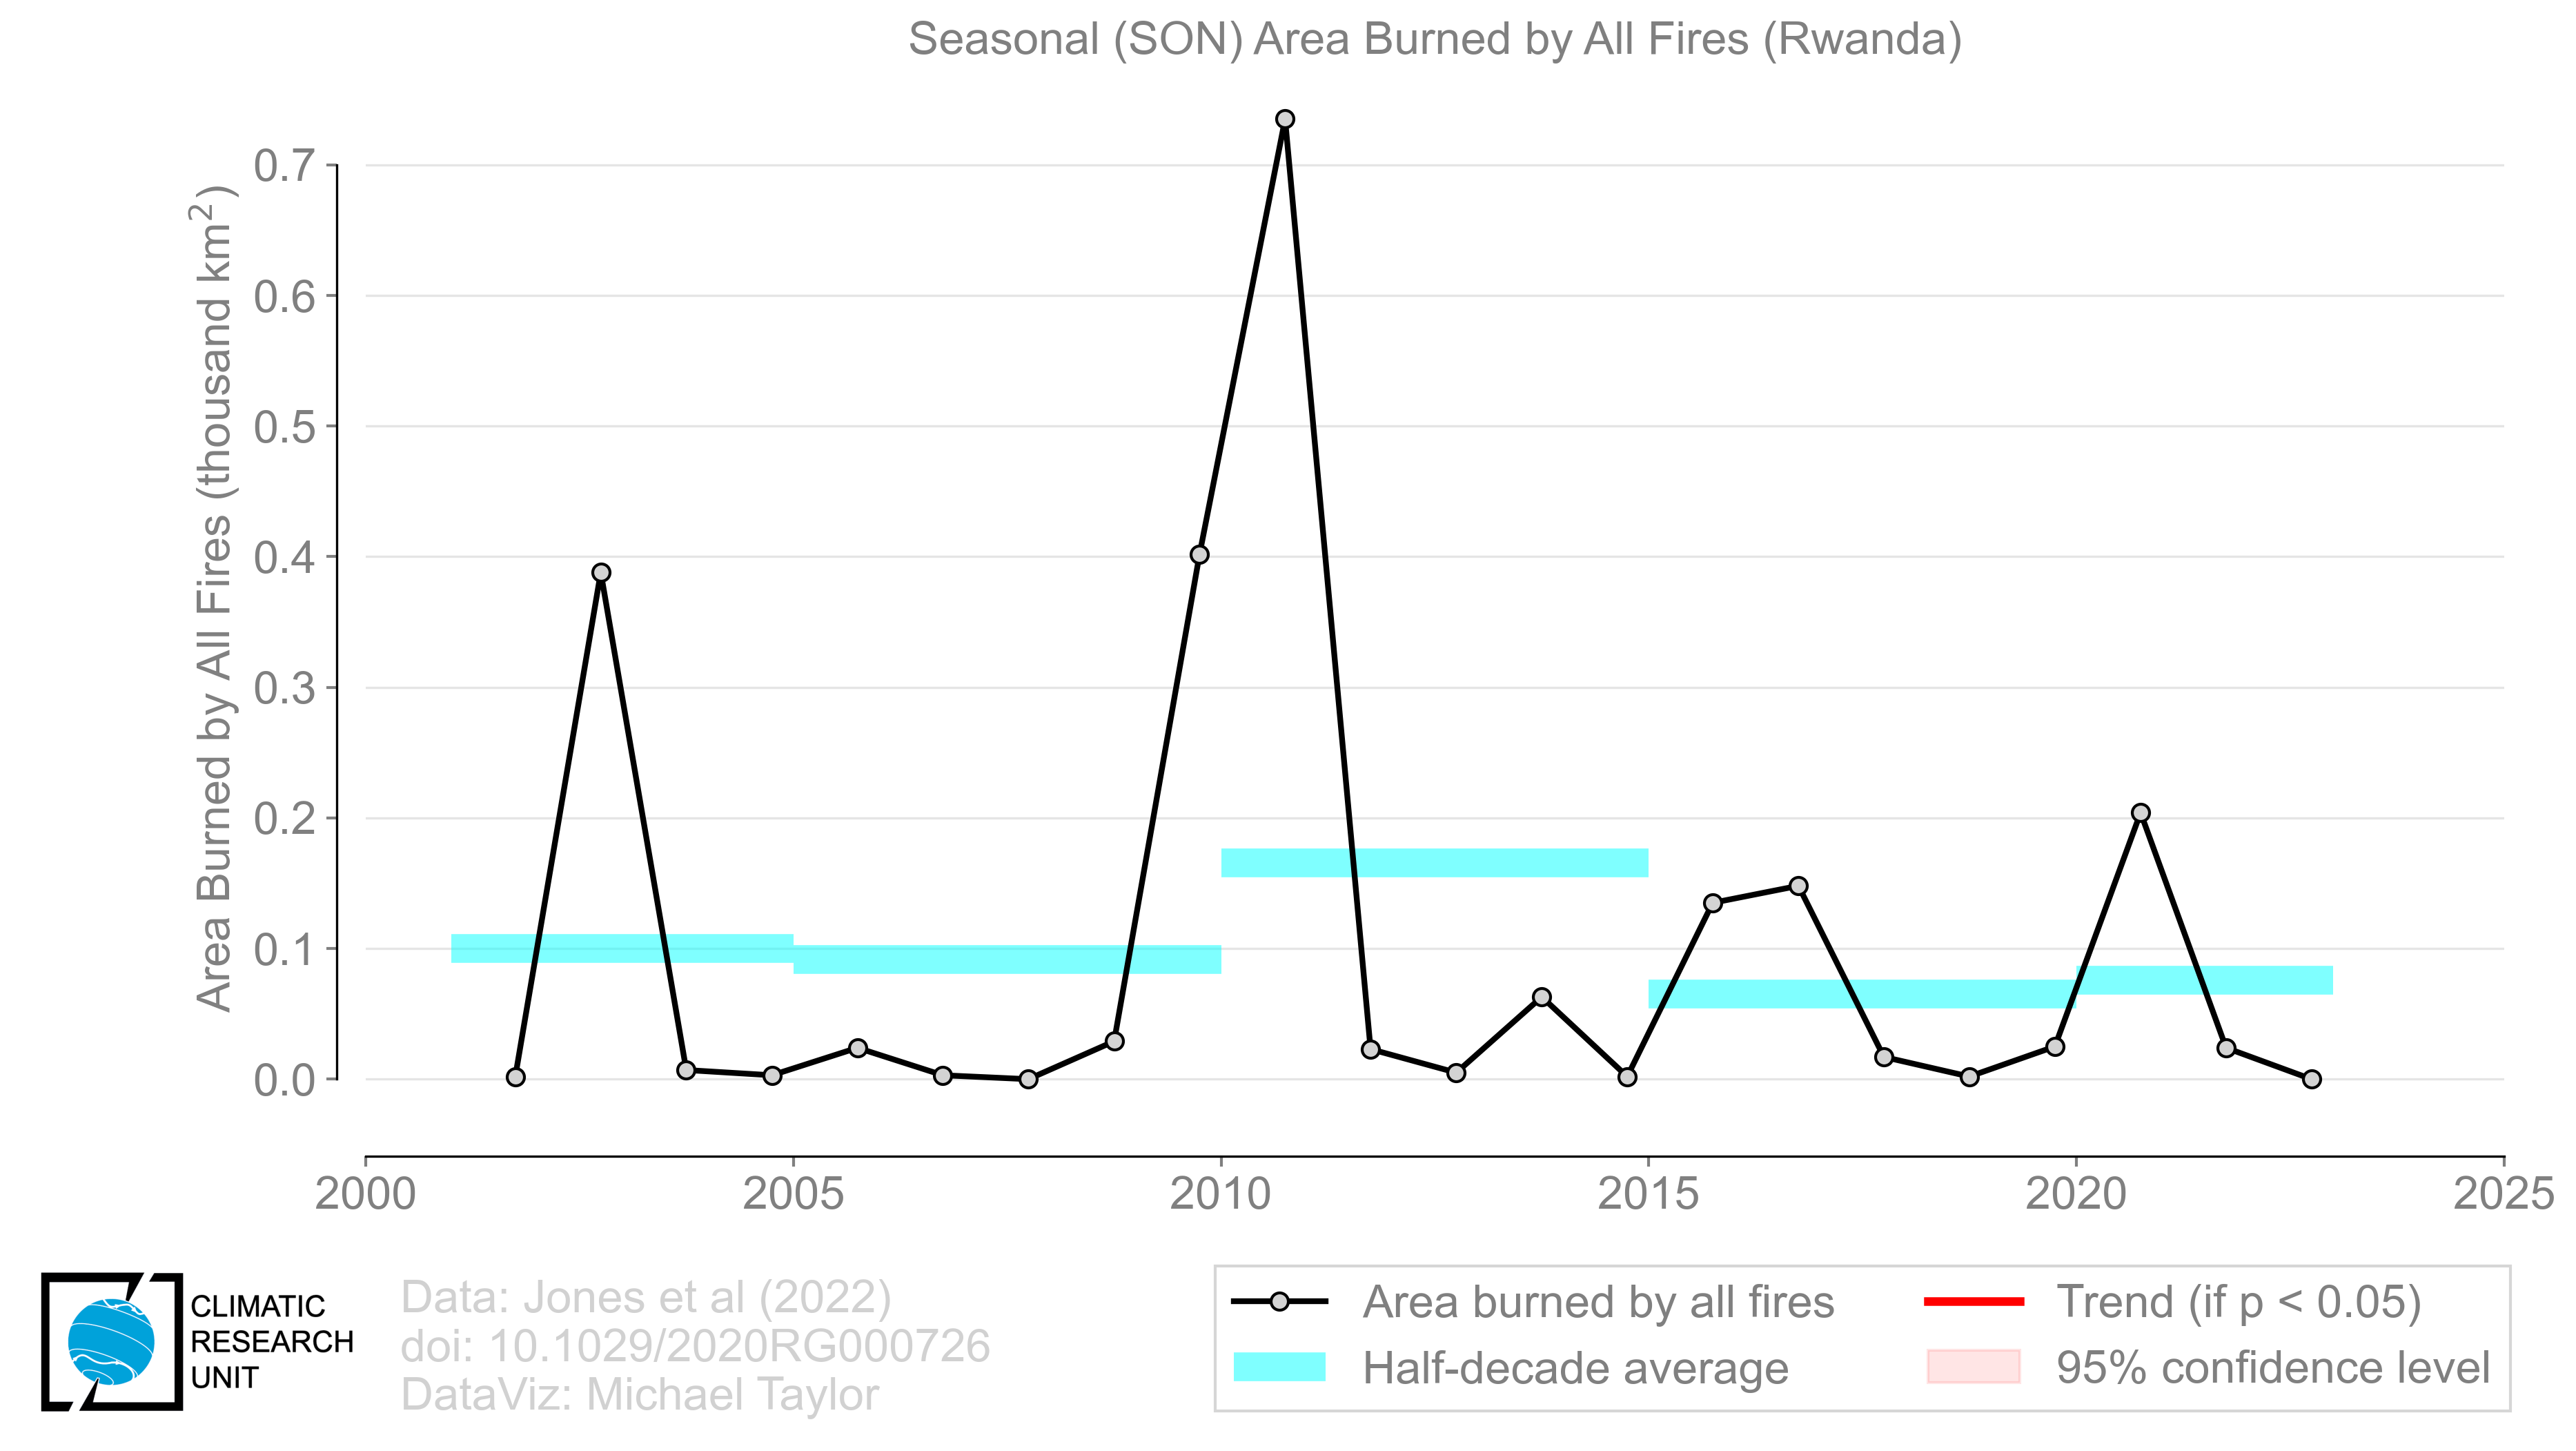 Seasonal (SON) Area Burned by All Fires (Rwanda)
Area Burned by All Fires (thousand km²)
0.7
0.6
0.5
0.4
0.3
0.2
0.1
0.0
2000 2005 2010 2015 2020 2025
CLIMATIC
RESEARCH
UNIT
Data: Jones et al (2022)
doi: 10.1029/2020RG000726
DataViz: Michael Taylor
Area burned by all fires
Half-decade average
Trend (if p < 0.05)
95% confidence level